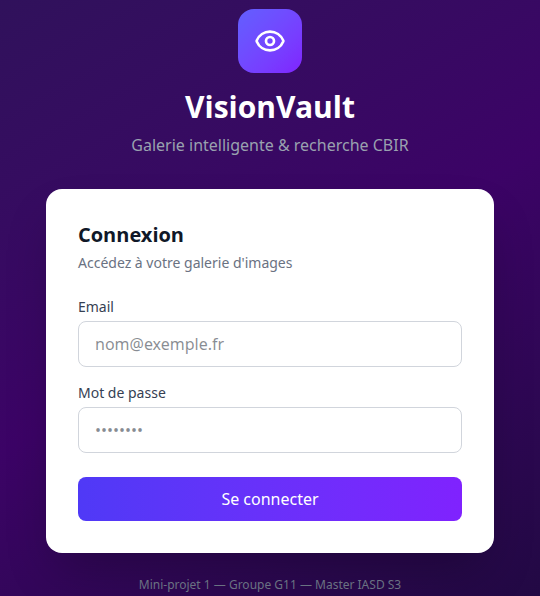 VisionVault
Galerie intelligente & recherche CBIR
Connexion
Accédez à votre galerie d'images
Email
nom@exemple.fr
Mot de passe
••••••••
Se connecter
Mini-projet 1 — Groupe G11 — Master IASD S3